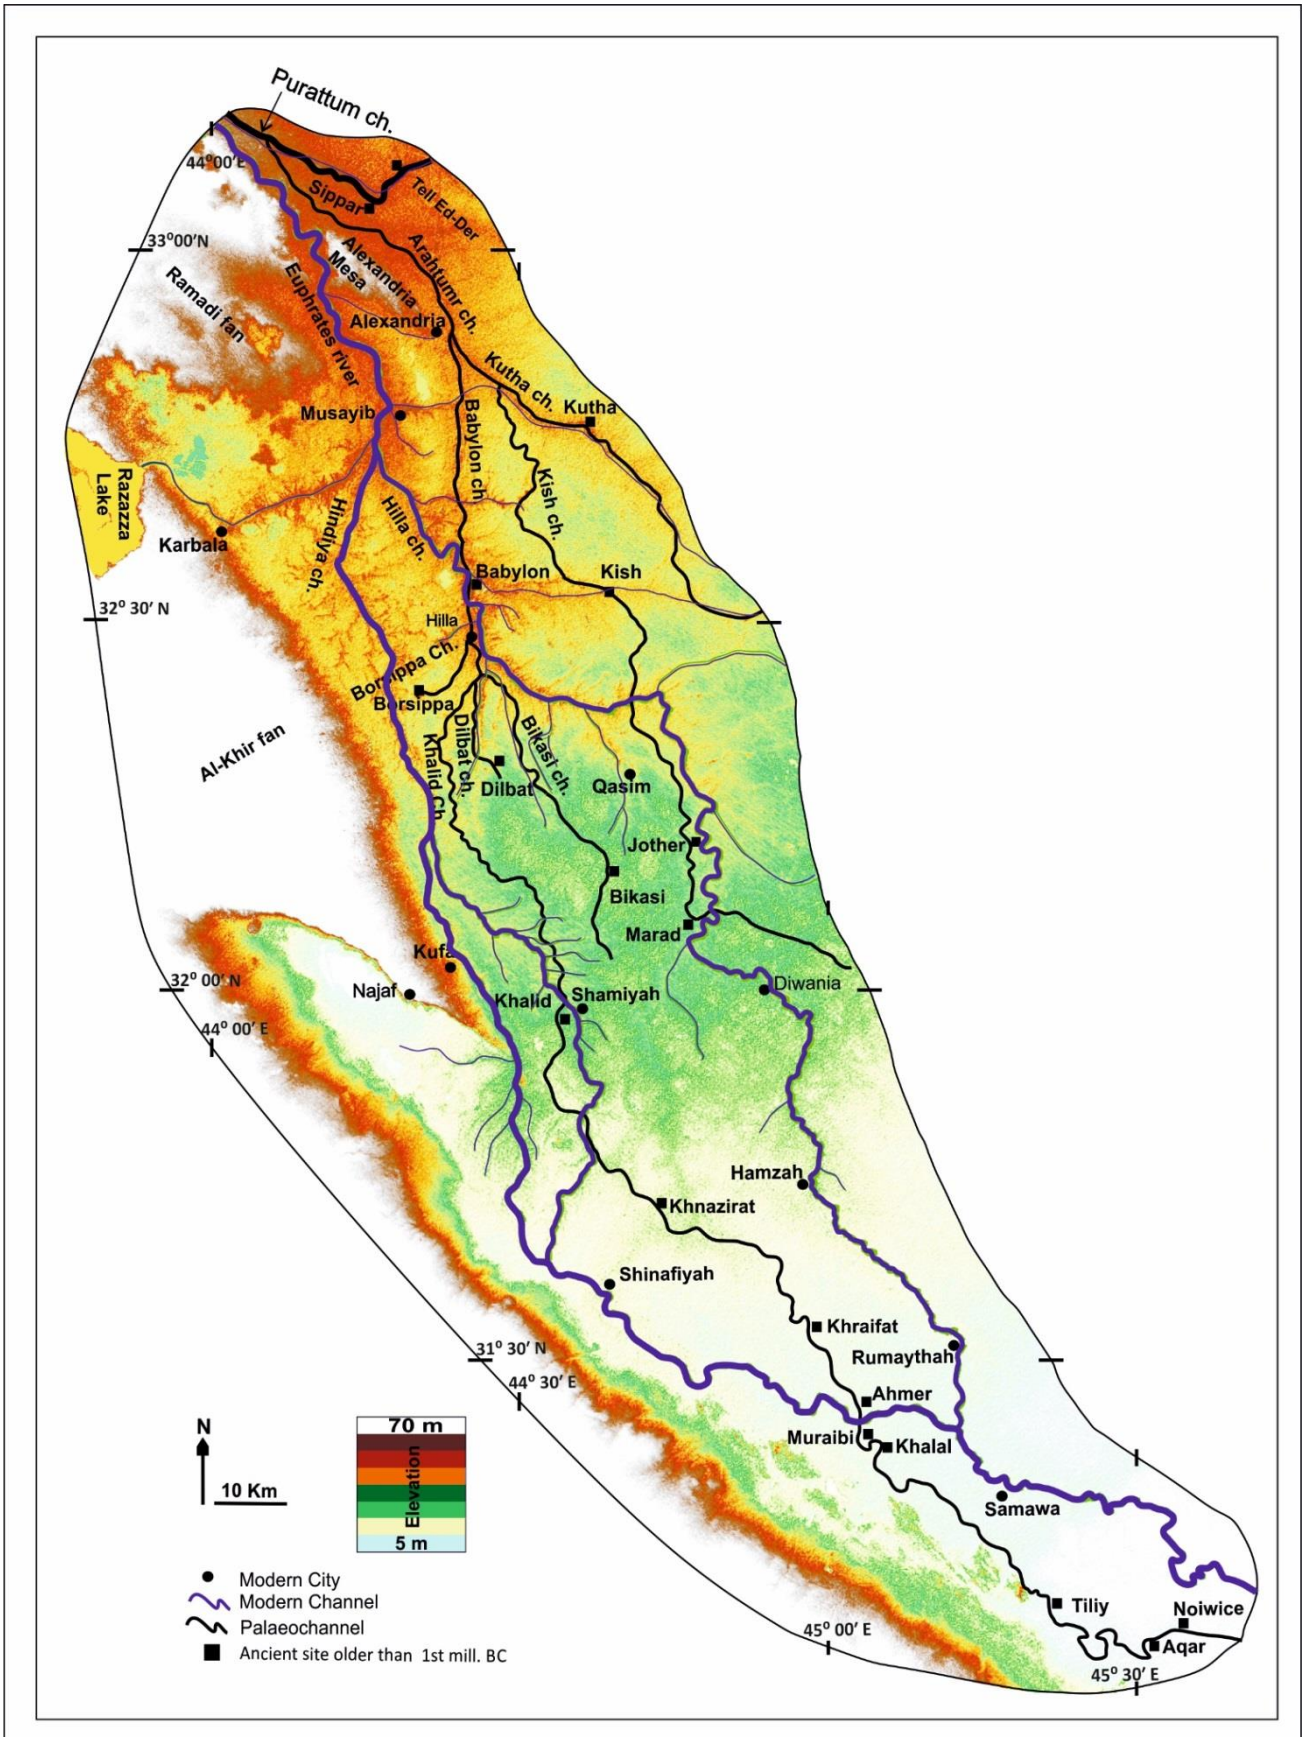 Purattum ch.
44°00'E
Sippar
Tell Ed-Der
33°00'N
Alexandria
Mesa
Arahtumr ch.
Ramadi fan
Euphrates river
Alexandria
Kutha ch.
Kutha
Musayib
Babylon ch
Kish ch.
Razazza
Lake
Hindiya ch.
Hilla ch.
Karbala
Babylon
Kish
32° 30' N
Hilla
Borsippa Ch.
Borsippa
Dilbat ch.
Bikasi ch.
Khalid Ch
Al-Khir fan
Dilbat
Qasim
Jother
Bikasi
Marad
Kufa
32° 00' N
Najaf
Diwania
Khalid
Shamiyah
44° 00' E
Hamzah
Khnazirat
Shinafiyah
Khraifat
31° 30' N
Rumaythah
44° 30' E
Ahmer
N
70 m
Muraibi
Khalal
Elevation
10 Km
Samawa
5 m
Modern City
Modern Channel
Tiliy
Noiwice
Palaeochannel
45° 00' E
Aqar
Ancient site older than 1st mill. BC
45° 30' E